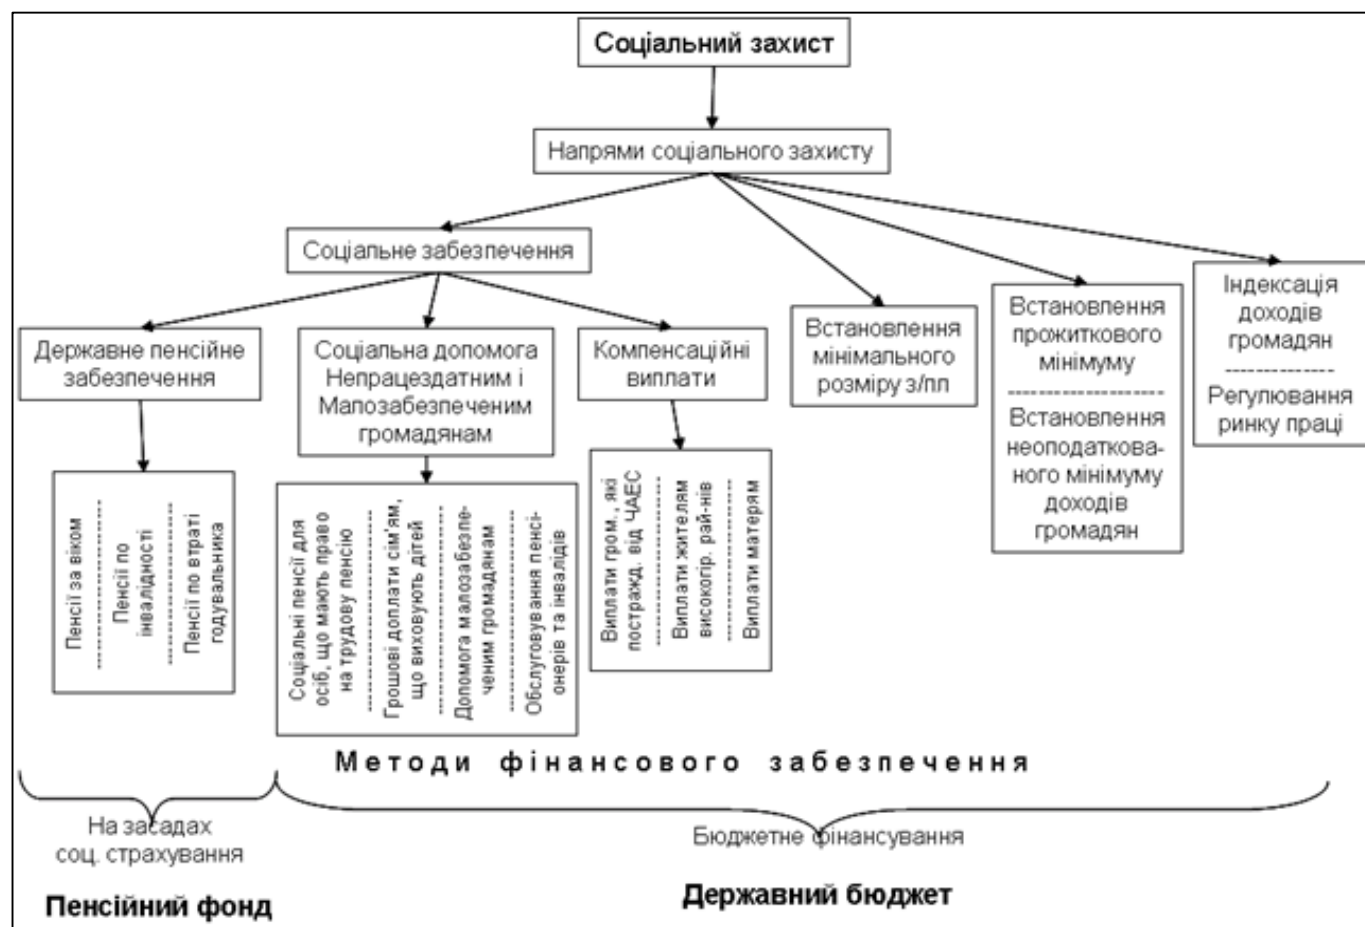 Соціальний захист
Напрями соціального захисту
Соціальне забезпечення
Державне пенсійне
забезпечення
Соціальна допомога
Непрацездатним і
Малозабезпеченим
громадянам
Компенсаційні
виплати
Встановлення
мінімального
розміру з/пл
Встановлення
прожиткового
мінімуму
Встановлення
неоподаткова-
ного мінімуму
доходів
громадян
Індексація
доходів
громадян
Регулювання
ринку праці
Пенсії за віком
Пенсії по
інвалідності
Пенсії по втраті
годувальника
Соціальні пенсії для
осіб, що мають право
на трудову пенсію
Грошові доплати сім'ям,
що виховують дітей
Допомога малозабезпе-
ченим громадянам
Обслуговування пенсі-
онерів та інвалідів
Виплати гром., які
постражд. від ЧАЕС
Виплати жителям
високогір. рай-нів
Виплати матерям
Методи фінансового забезпечення
На засадах
соц. страхування
Бюджетне фінансування
Пенсійний фонд
Державний бюджет